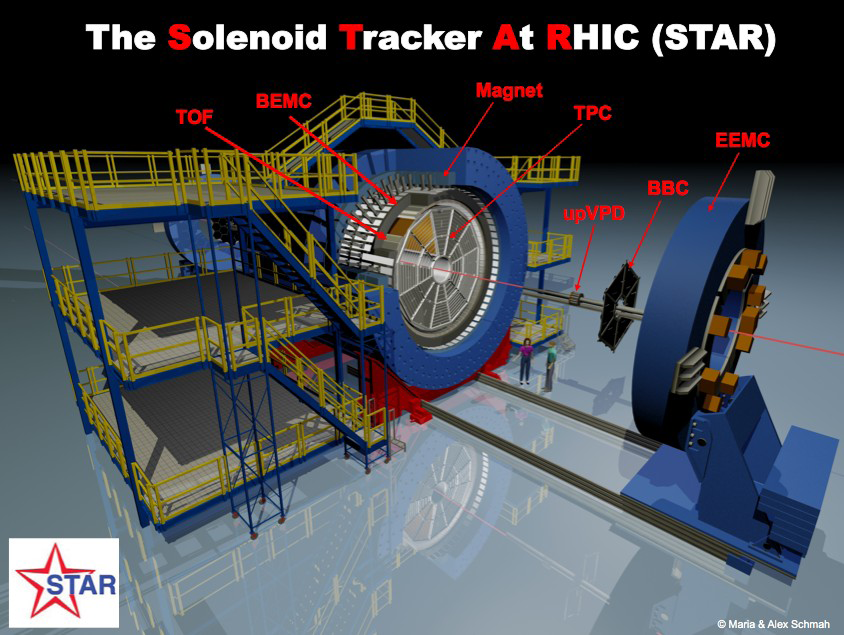 The Solenoid Tracker At RHIC (STAR)
Magnet
BEMC
TPC
TOF
EEMC
BBC
upVPD
STAR
© Maria & Alex Schmah